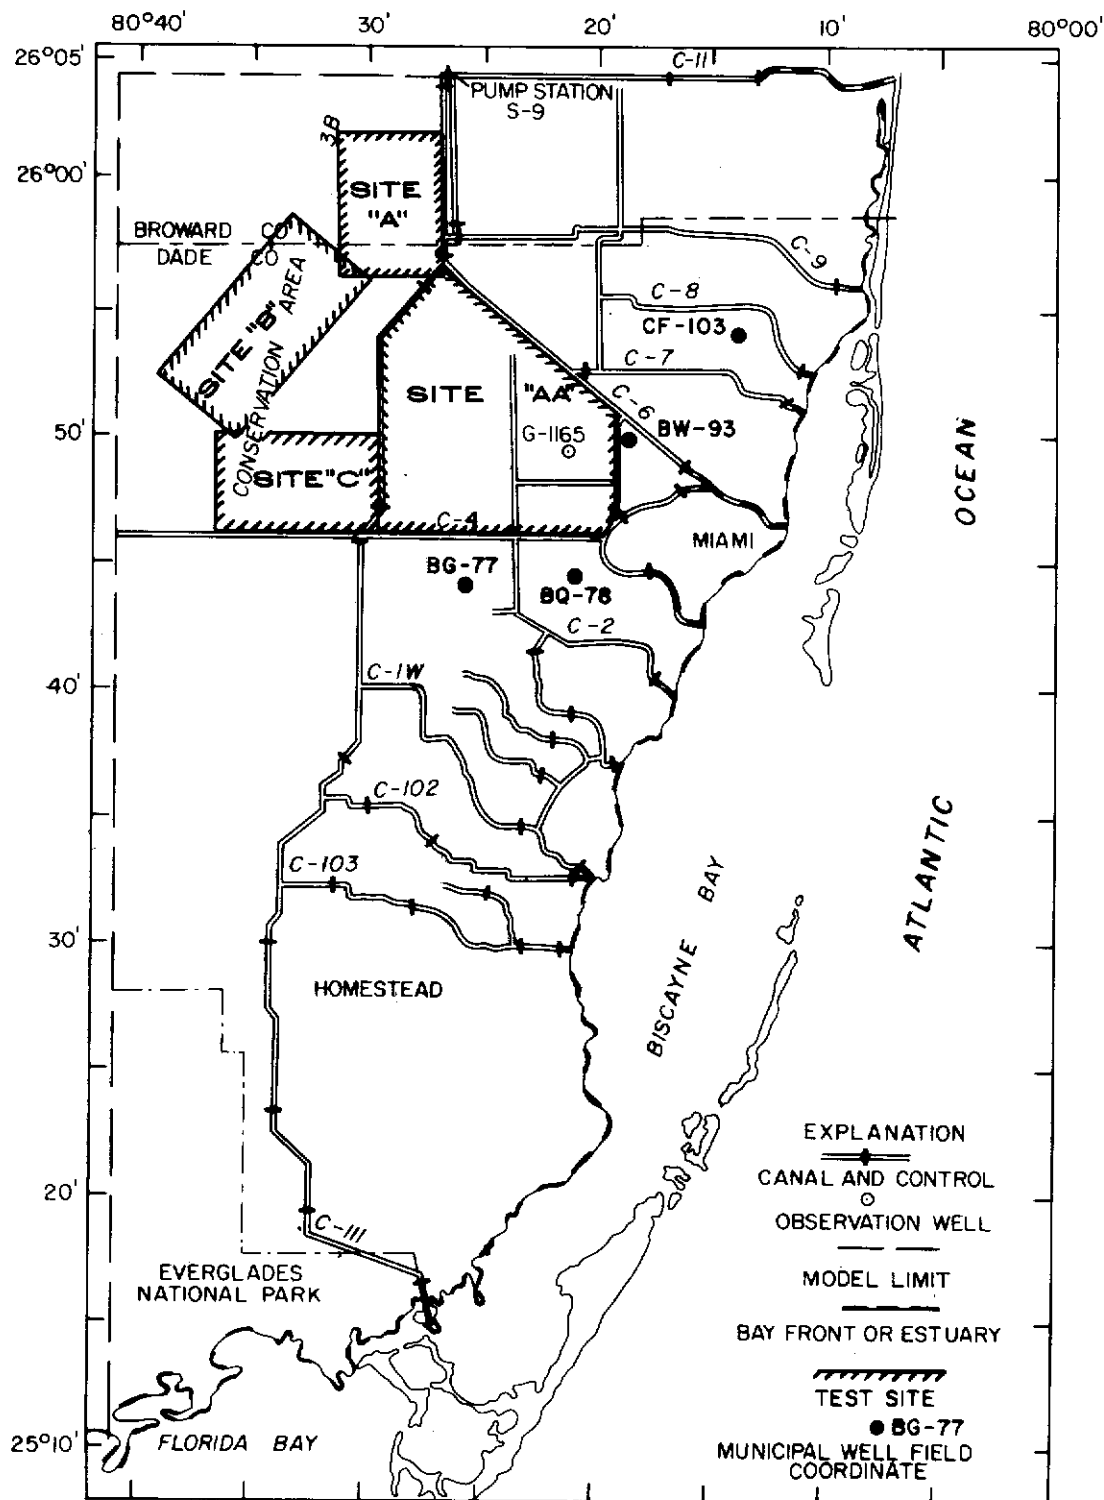 80°40'
30'
20'
10'
80°00'
26°05'
C-11
PUMP STATION
S-9
3B
26°00'
SITE
"A"
BROWARD CO
DADE CO
C-9
SITE "B"
CONSERVATION AREA
C-8
CF-103
C-7
SITE "AA"
C-6
BW-93
G-1165
50'
SITE "C"
C-4
MIAMI
OCEAN
BG-77
BQ-78
C-2
40'
C-1W
C-102
C-103
ATLANTIC
BISCAYNE BAY
30'
HOMESTEAD
20'
C-111
EVERGLADES
NATIONAL PARK
25°10'
FLORIDA BAY
EXPLANATION
CANAL AND CONTROL
OBSERVATION WELL
MODEL LIMIT
BAY FRONT OR ESTUARY
TEST SITE
BG-77
MUNICIPAL WELL FIELD
COORDINATE